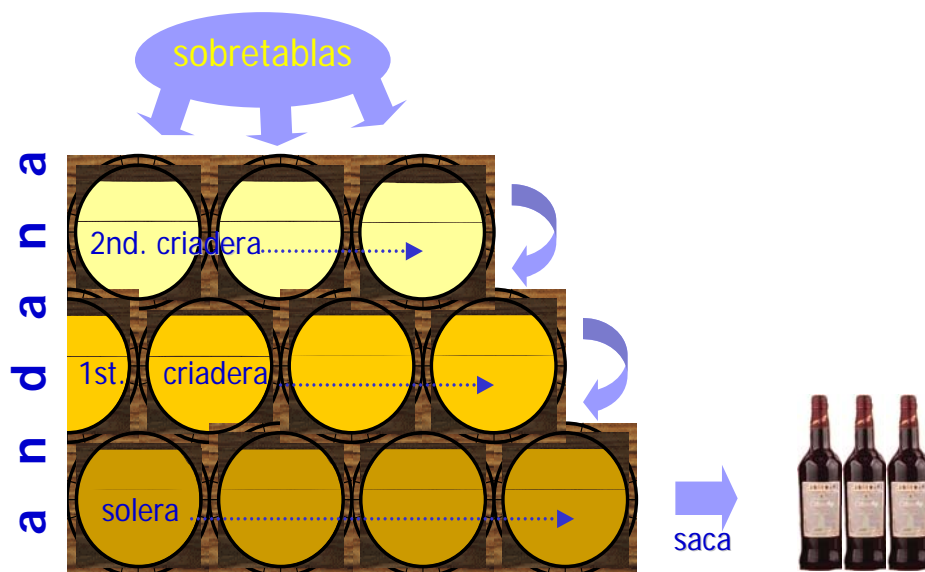 sobretablas
a n d a n a
2nd. criadera
1st. criadera
solera
saca